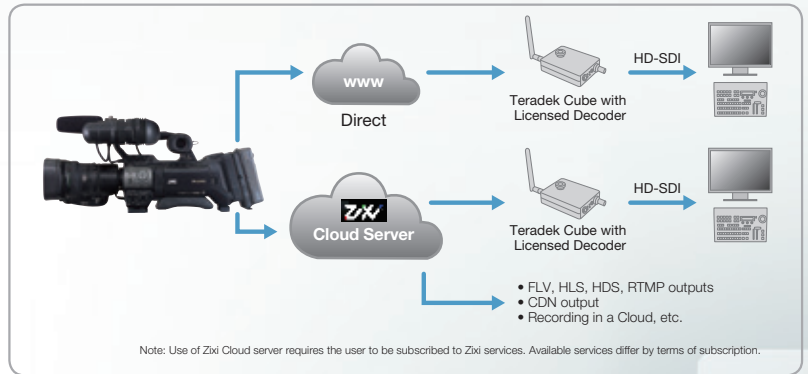 www
Direct
HD-SDI
Teradek Cube with
Licensed Decoder
Zixi
Cloud Server
HD-SDI
Teradek Cube with
Licensed Decoder
• FLV, HLS, HDS, RTMP outputs
• CDN output
• Recording in a Cloud, etc.
Note: Use of Zixi Cloud server requires the user to be subscribed to Zixi services. Available services differ by terms of subscription.